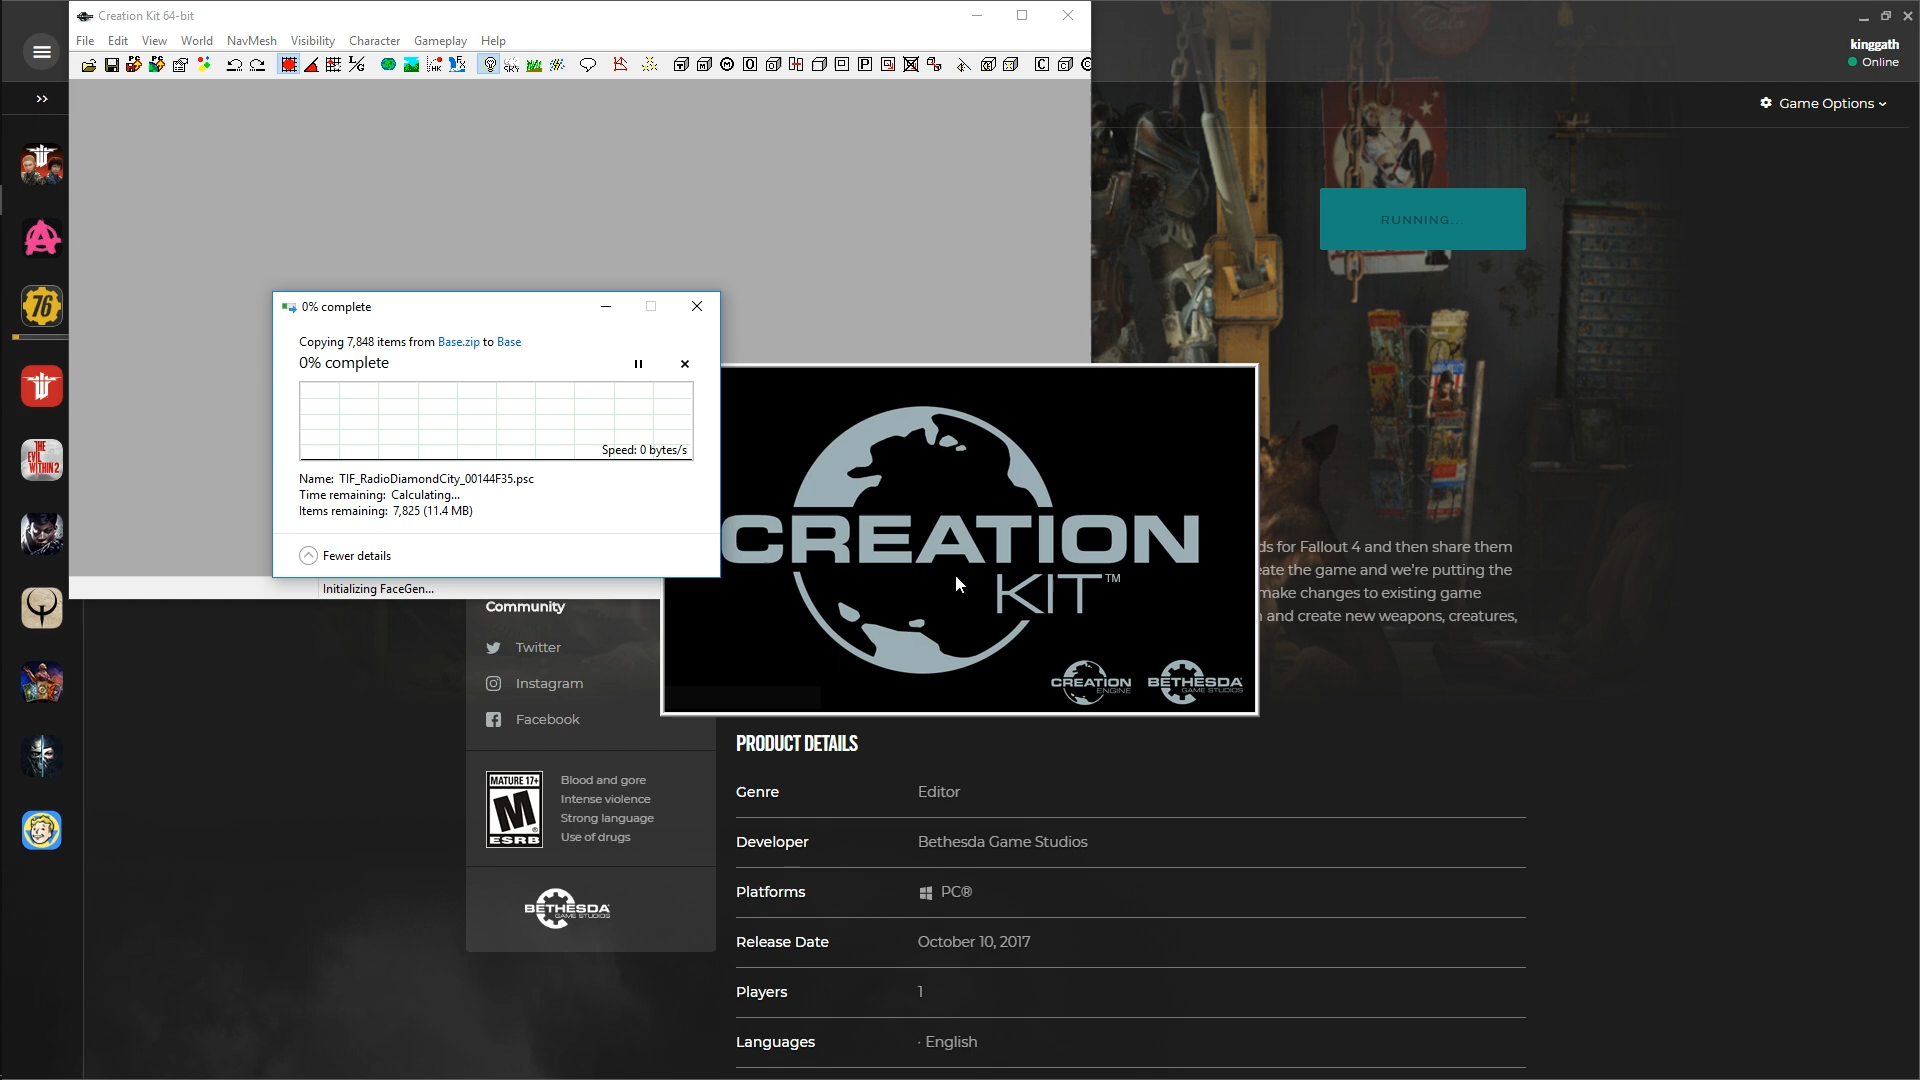 Creation Kit 64-bit
File Edit View World NavMesh Visibility Character Gameplay Help
kinggath
Online
Game Options
RUNNING...
0% complete
Copying 7,848 items from Base.zip to Base
0% complete
Speed: 0 bytes/s
Name: TIF_RadioDiamondCity_00144F35.psc
Time remaining: Calculating...
Items remaining: 7,825 (11.4 MB)
Fewer details
Initializing FaceGen...
CREATION
KIT™
CREATION
ENGINE
BETHESDA
GAME STUDIOS
ds for Fallout 4 and then share them
eate the game and we're putting the
make changes to existing game
and create new weapons, creatures,
76
THE
EVIL
WITHIN 2
Community
Twitter
Instagram
Facebook
MATURE 17+
M
ESRB
Blood and gore
Intense violence
Strong language
Use of drugs
BETHESDA
GAME STUDIOS
PRODUCT DETAILS
Genre Editor
Developer Bethesda Game Studios
Platforms PC®
Release Date October 10, 2017
Players 1
Languages · English